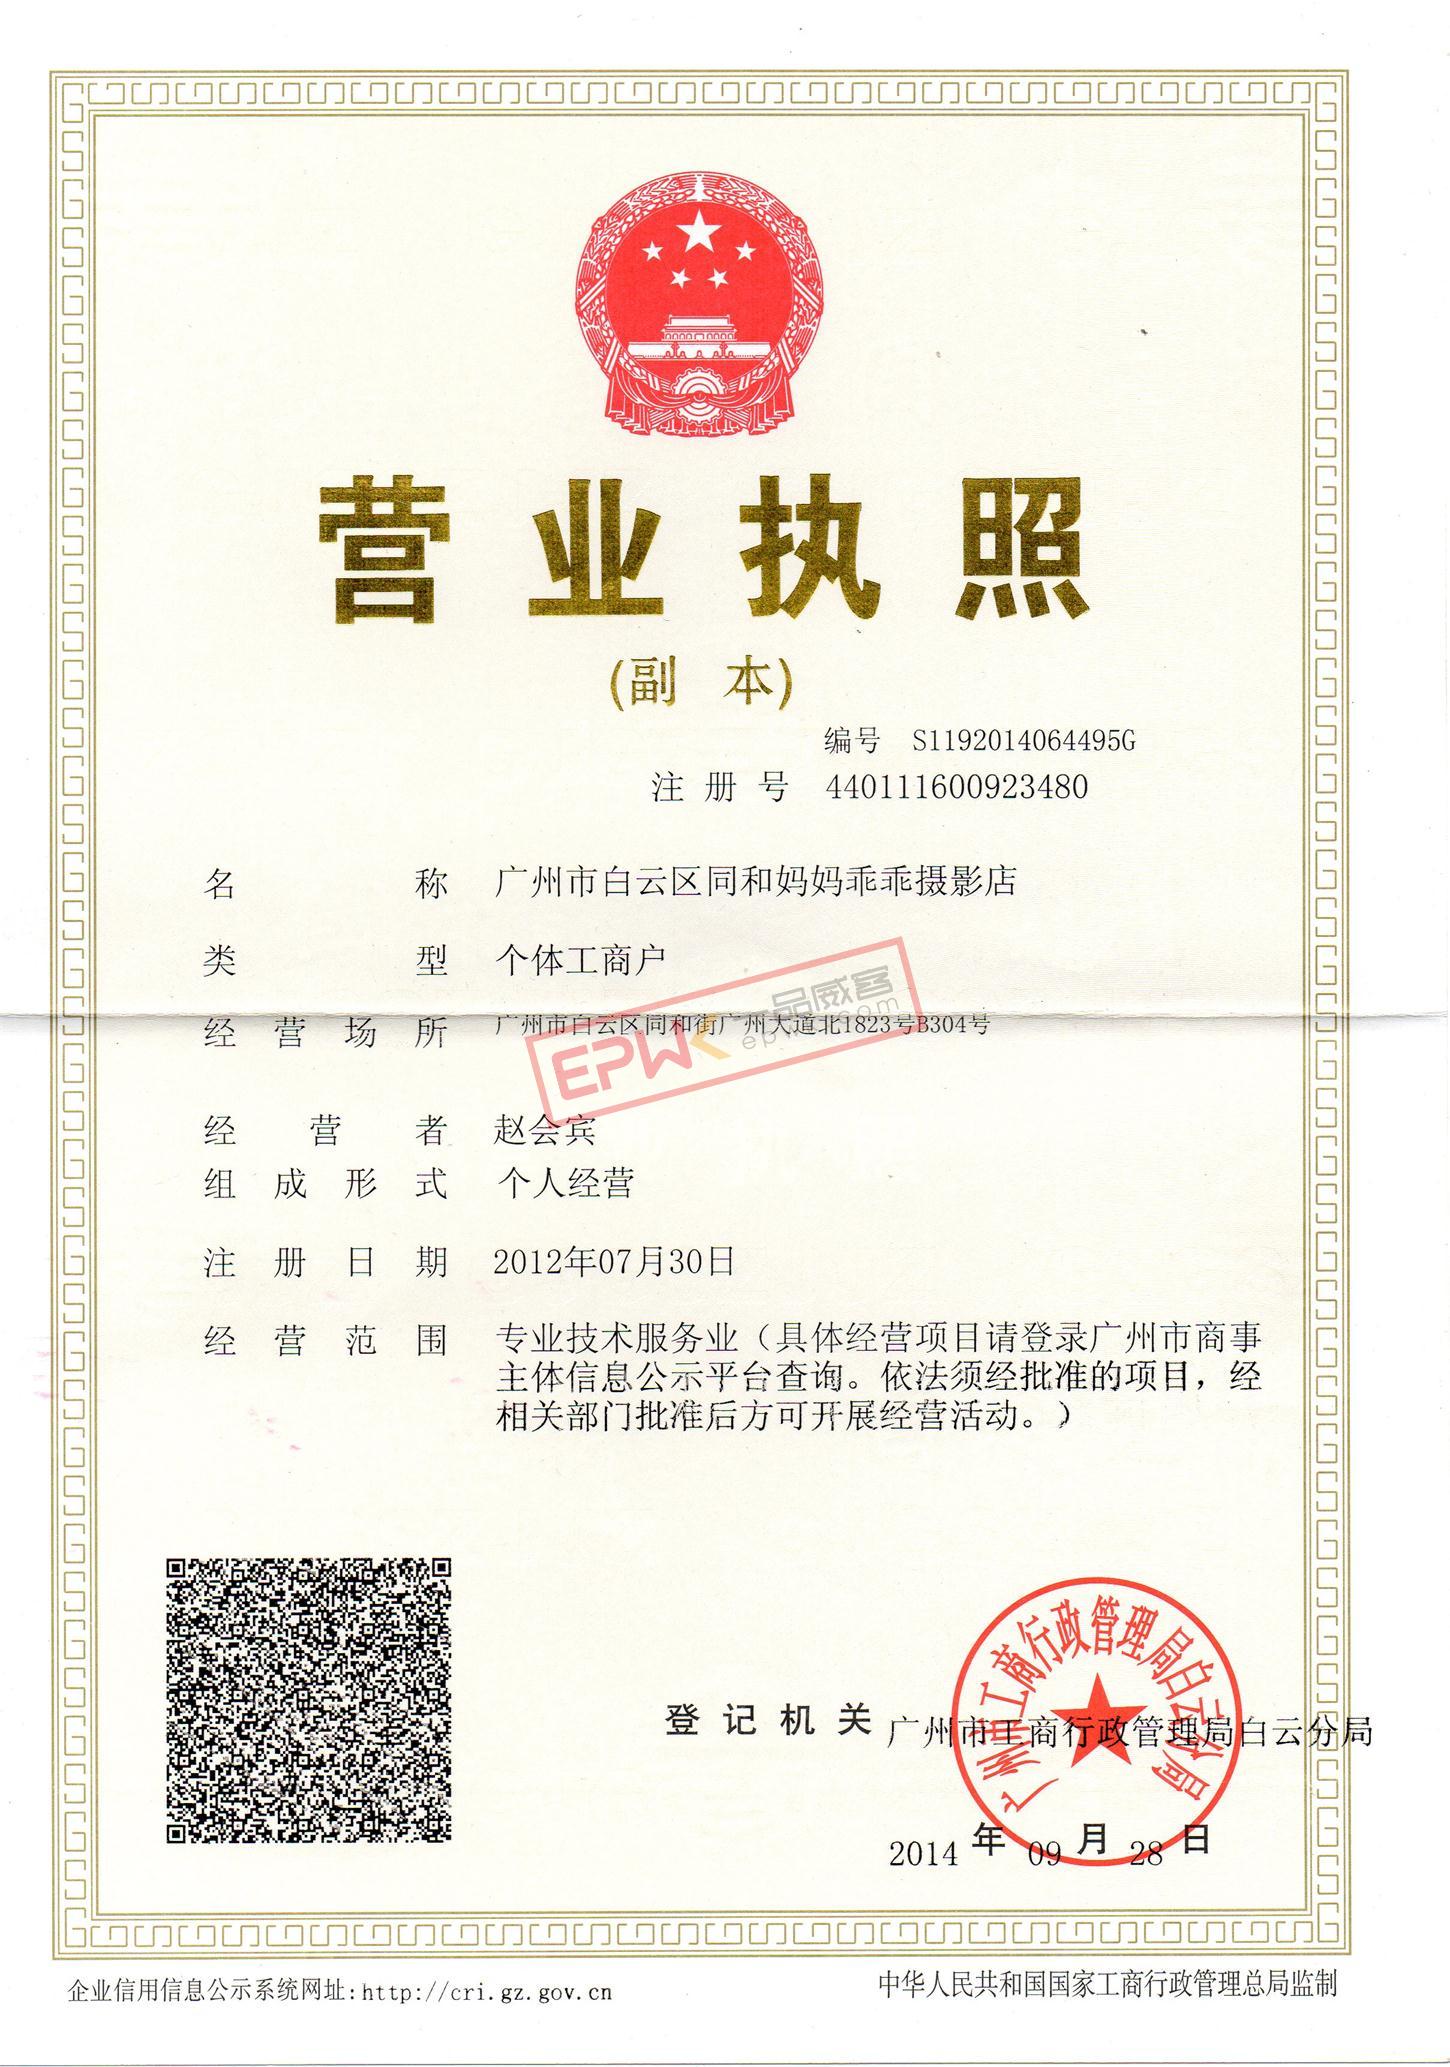 营业执照
(副 本)
编号 S1192014064495G
注册号 440111600923480
名称 广州市白云区同和妈妈乖乖摄影店
类型 个体工商户
经营场所 广州市白云区同和街广州大道北1823号B304号
EPWK 一品威客
epwk.com
经营者 赵会宾
组成形式 个人经营
注册日期 2012年07月30日
经营范围 专业技术服务业（具体经营项目请登录广州市商事
主体信息公示平台查询。依法须经批准的项目，经
相关部门批准后方可开展经营活动。）
广州市工商行政管理局白云分局
登记机关 广州市工商行政管理局白云分局
2014年09月28日
企业信用信息公示系统网址:http://cri.gz.gov.cn
中华人民共和国国家工商行政管理总局监制